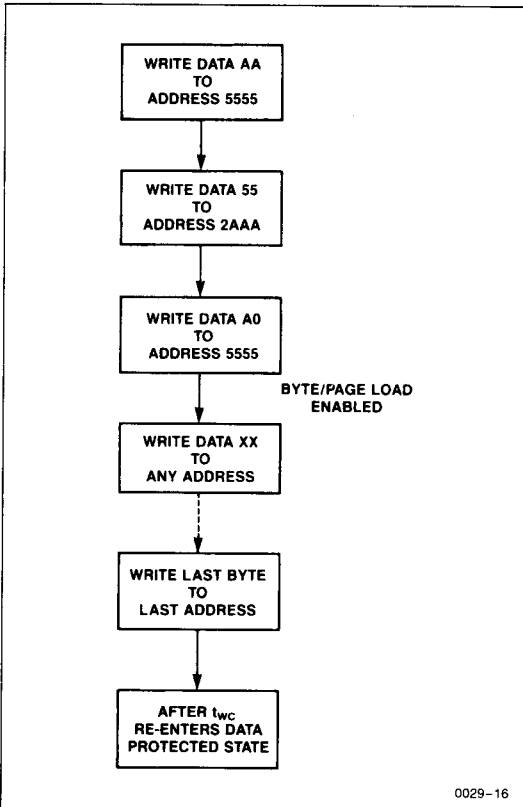 WRITE DATA AA
TO
ADDRESS 5555
WRITE DATA 55
TO
ADDRESS 2AAA
WRITE DATA A0
TO
ADDRESS 5555
BYTE/PAGE LOAD
ENABLED
WRITE DATA XX
TO
ANY ADDRESS
WRITE LAST BYTE
TO
LAST ADDRESS
AFTER tWC
RE-ENTERS DATA
PROTECTED STATE
0029-16